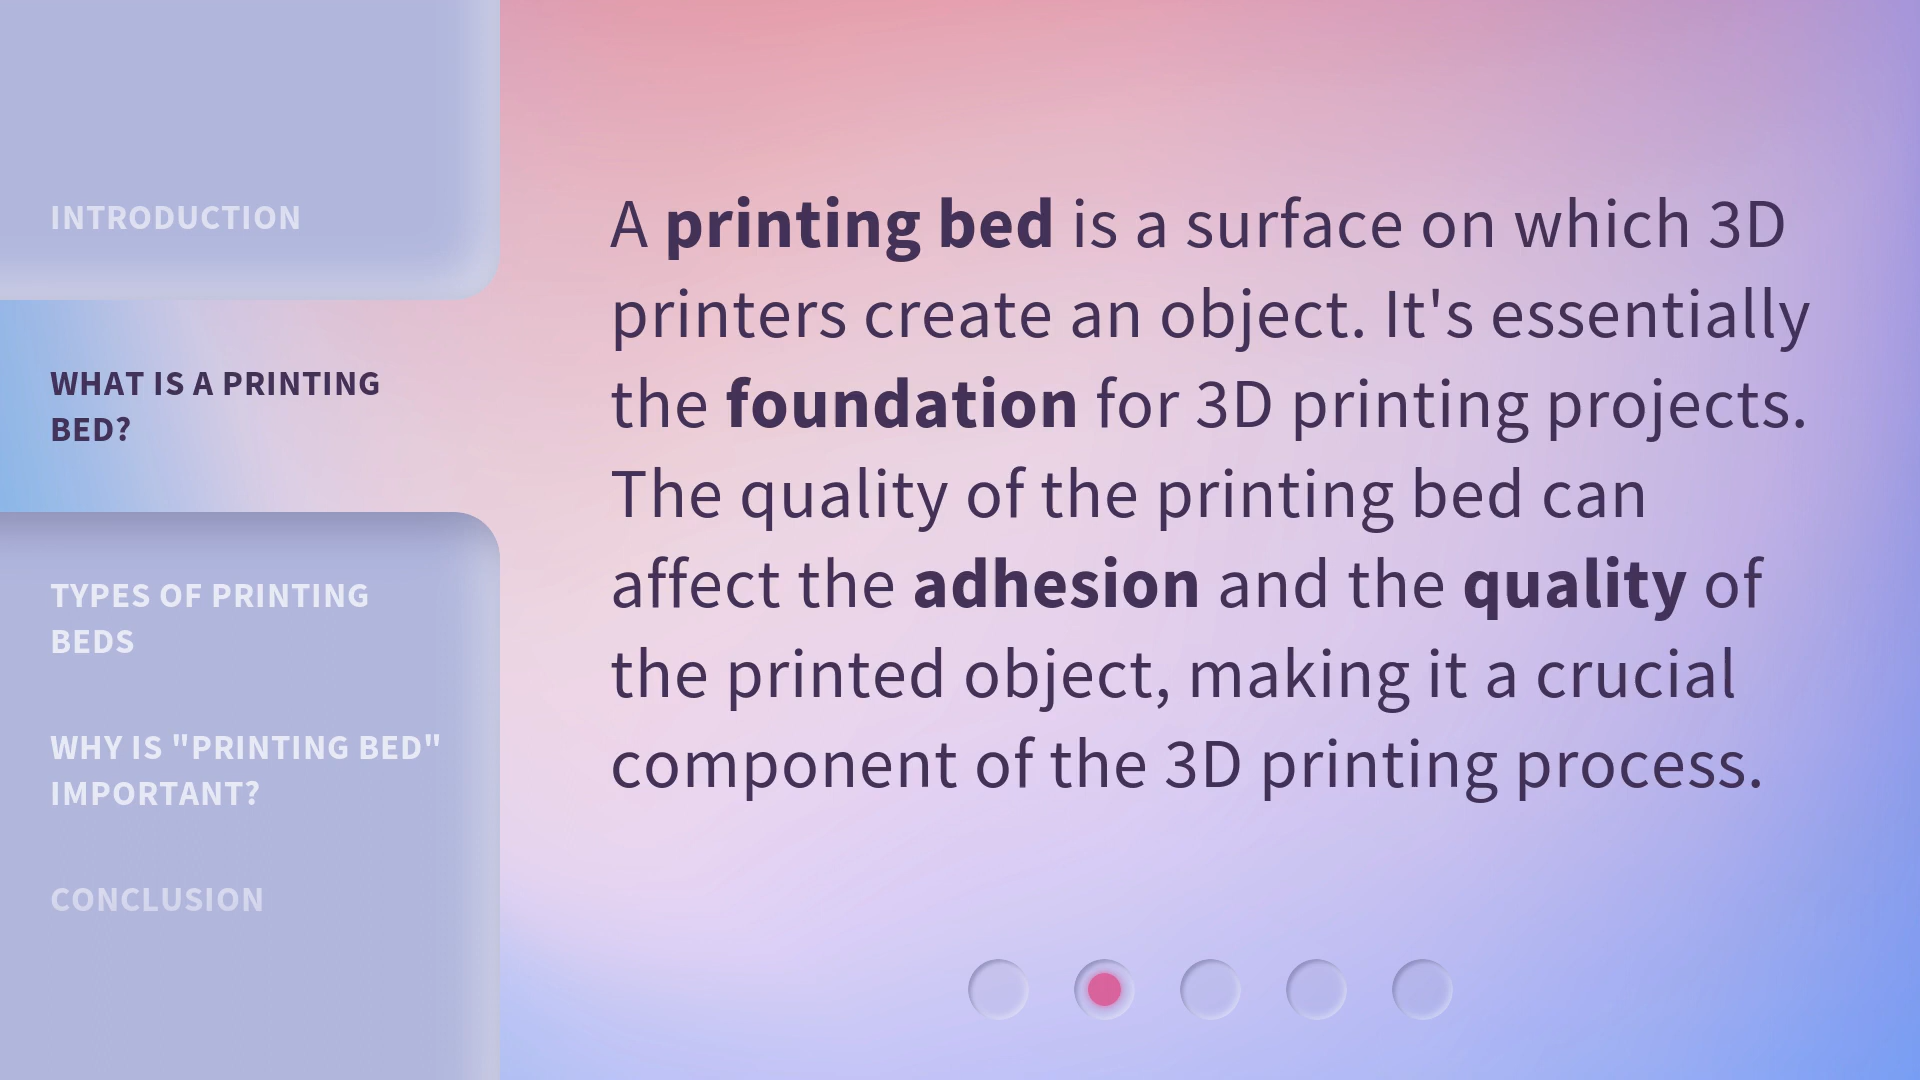 INTRODUCTION
WHAT IS A PRINTING
BED?
TYPES OF PRINTING
BEDS
WHY IS "PRINTING BED"
IMPORTANT?
CONCLUSION
A printing bed is a surface on which 3D
printers create an object. It's essentially
the foundation for 3D printing projects.
The quality of the printing bed can
affect the adhesion and the quality of
the printed object, making it a crucial
component of the 3D printing process.